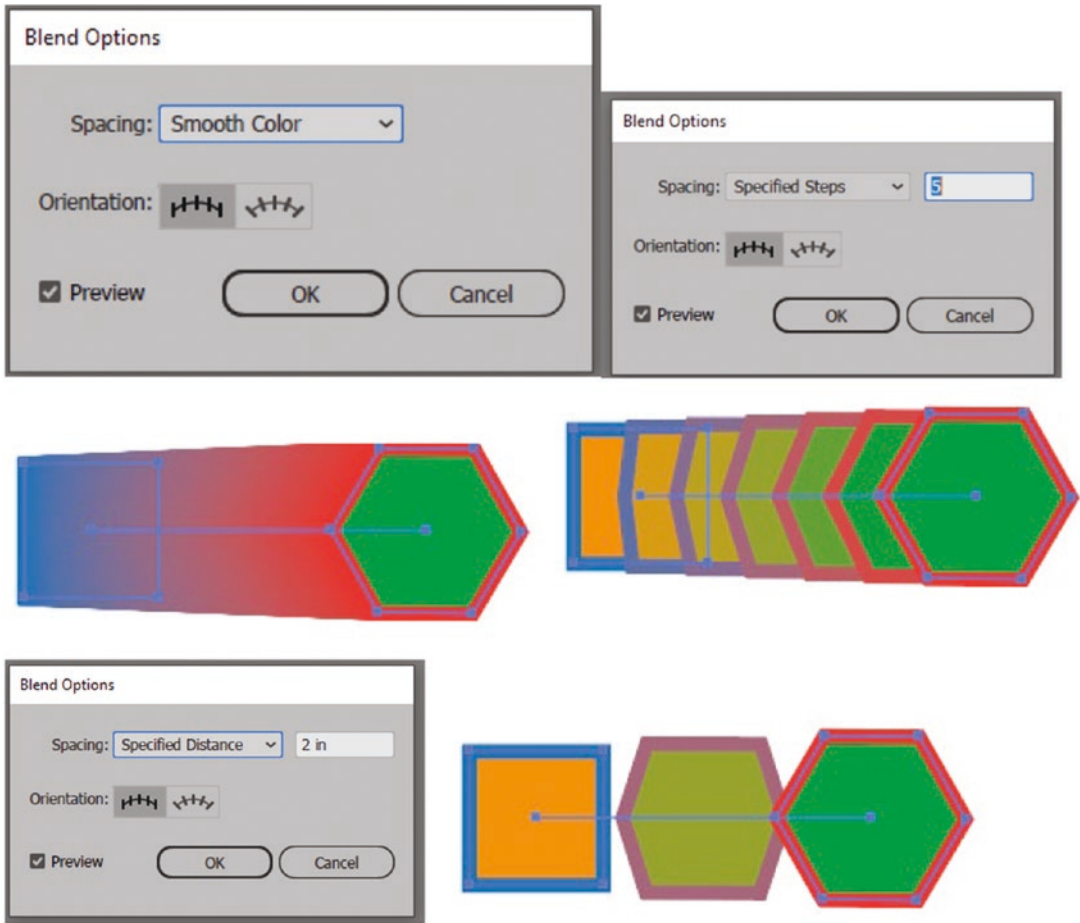 Blend Options
Spacing: Smooth Color
Orientation:
Preview OK Cancel
Blend Options
Spacing: Specified Steps 5
Orientation:
Preview OK Cancel
Blend Options
Spacing: Specified Distance 2 in
Orientation:
Preview OK Cancel